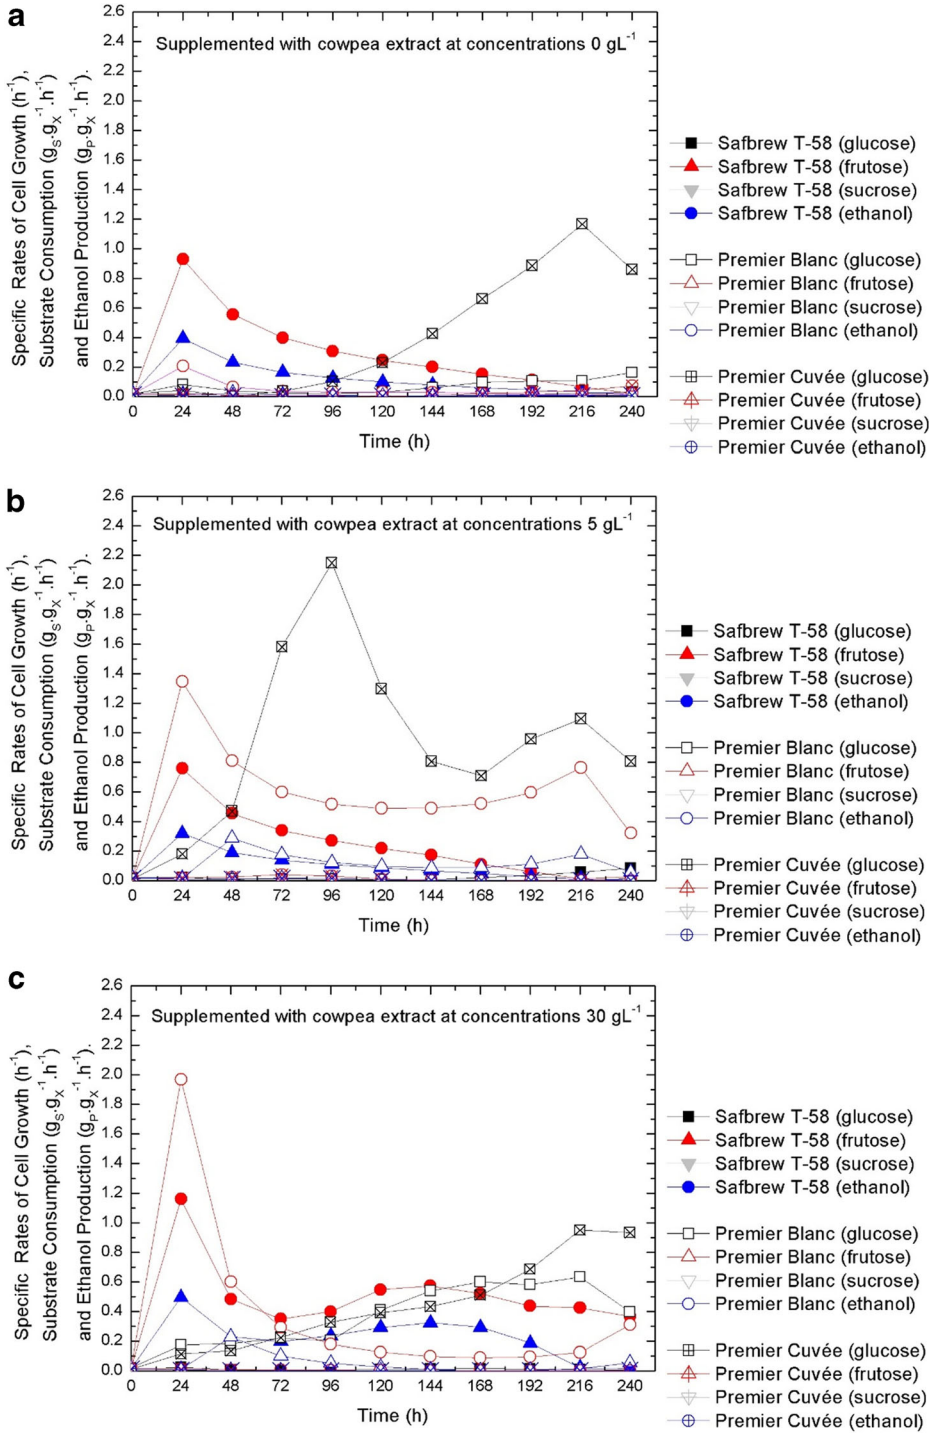 a
Supplemented with cowpea extract at concentrations 0 gL⁻¹
Specific Rates of Cell Growth (h⁻¹),
Substrate Consumption (gS.gX⁻¹.h⁻¹)
and Ethanol Production (gP.gX⁻¹.h⁻¹).
2.6
2.4
2.2
2.0
1.8
1.6
1.4
1.2
1.0
0.8
0.6
0.4
0.2
0.0
0 24 48 72 96 120 144 168 192 216 240
Time (h)
Safbrew T-58 (glucose)
Safbrew T-58 (frutose)
Safbrew T-58 (sucrose)
Safbrew T-58 (ethanol)
Premier Blanc (glucose)
Premier Blanc (frutose)
Premier Blanc (sucrose)
Premier Blanc (ethanol)
Premier Cuvée (glucose)
Premier Cuvée (frutose)
Premier Cuvée (sucrose)
Premier Cuvée (ethanol)
b
Supplemented with cowpea extract at concentrations 5 gL⁻¹
Specific Rates of Cell Growth (h⁻¹),
Substrate Consumption (gS.gX⁻¹.h⁻¹)
and Ethanol Production (gP.gX⁻¹.h⁻¹).
2.6
2.4
2.2
2.0
1.8
1.6
1.4
1.2
1.0
0.8
0.6
0.4
0.2
0.0
0 24 48 72 96 120 144 168 192 216 240
Time (h)
Safbrew T-58 (glucose)
Safbrew T-58 (frutose)
Safbrew T-58 (sucrose)
Safbrew T-58 (ethanol)
Premier Blanc (glucose)
Premier Blanc (frutose)
Premier Blanc (sucrose)
Premier Blanc (ethanol)
Premier Cuvée (glucose)
Premier Cuvée (frutose)
Premier Cuvée (sucrose)
Premier Cuvée (ethanol)
c
Supplemented with cowpea extract at concentrations 30 gL⁻¹
Specific Rates of Cell Growth (h⁻¹),
Substrate Consumption (gS.gX⁻¹.h⁻¹)
and Ethanol Production (gP.gX⁻¹.h⁻¹).
2.6
2.4
2.2
2.0
1.8
1.6
1.4
1.2
1.0
0.8
0.6
0.4
0.2
0.0
0 24 48 72 96 120 144 168 192 216 240
Time (h)
Safbrew T-58 (glucose)
Safbrew T-58 (frutose)
Safbrew T-58 (sucrose)
Safbrew T-58 (ethanol)
Premier Blanc (glucose)
Premier Blanc (frutose)
Premier Blanc (sucrose)
Premier Blanc (ethanol)
Premier Cuvée (glucose)
Premier Cuvée (frutose)
Premier Cuvée (sucrose)
Premier Cuvée (ethanol)